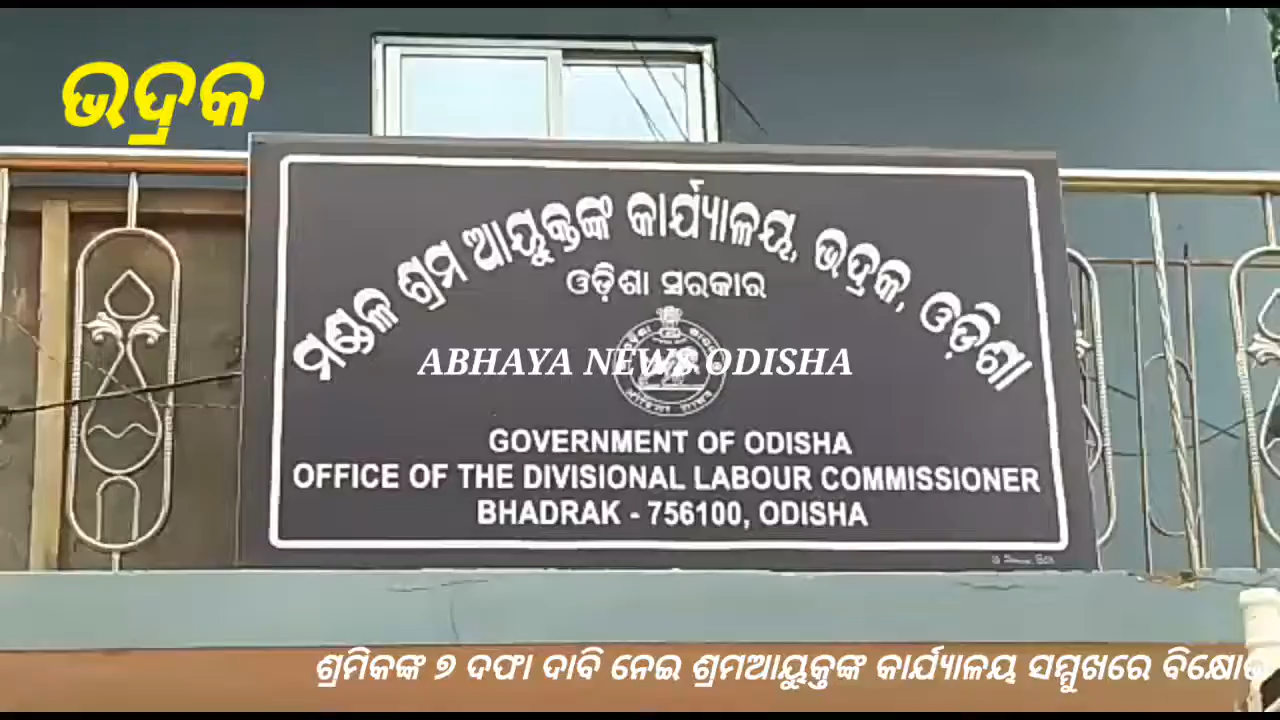 ଭଦ୍ରକ
ମଣ୍ଡଳ ଶ୍ରମ ଆୟୁକ୍ତଙ୍କ କାର୍ଯ୍ୟାଳୟ, ଭଦ୍ରକ, ଓଡ଼ିଶା
ଓଡ଼ିଶା ସରକାର
ABHAYA NEWS ODISHA
GOVERNMENT OF ODISHA
OFFICE OF THE DIVISIONAL LABOUR COMMISSIONER
BHADRAK - 756100, ODISHA
ଶ୍ରମିକଙ୍କ ୭ ଦଫା ଦାବି ନେଇ ଶ୍ରମଆୟୁକ୍ତଙ୍କ କାର୍ଯ୍ୟାଳୟ ସମ୍ମୁଖରେ